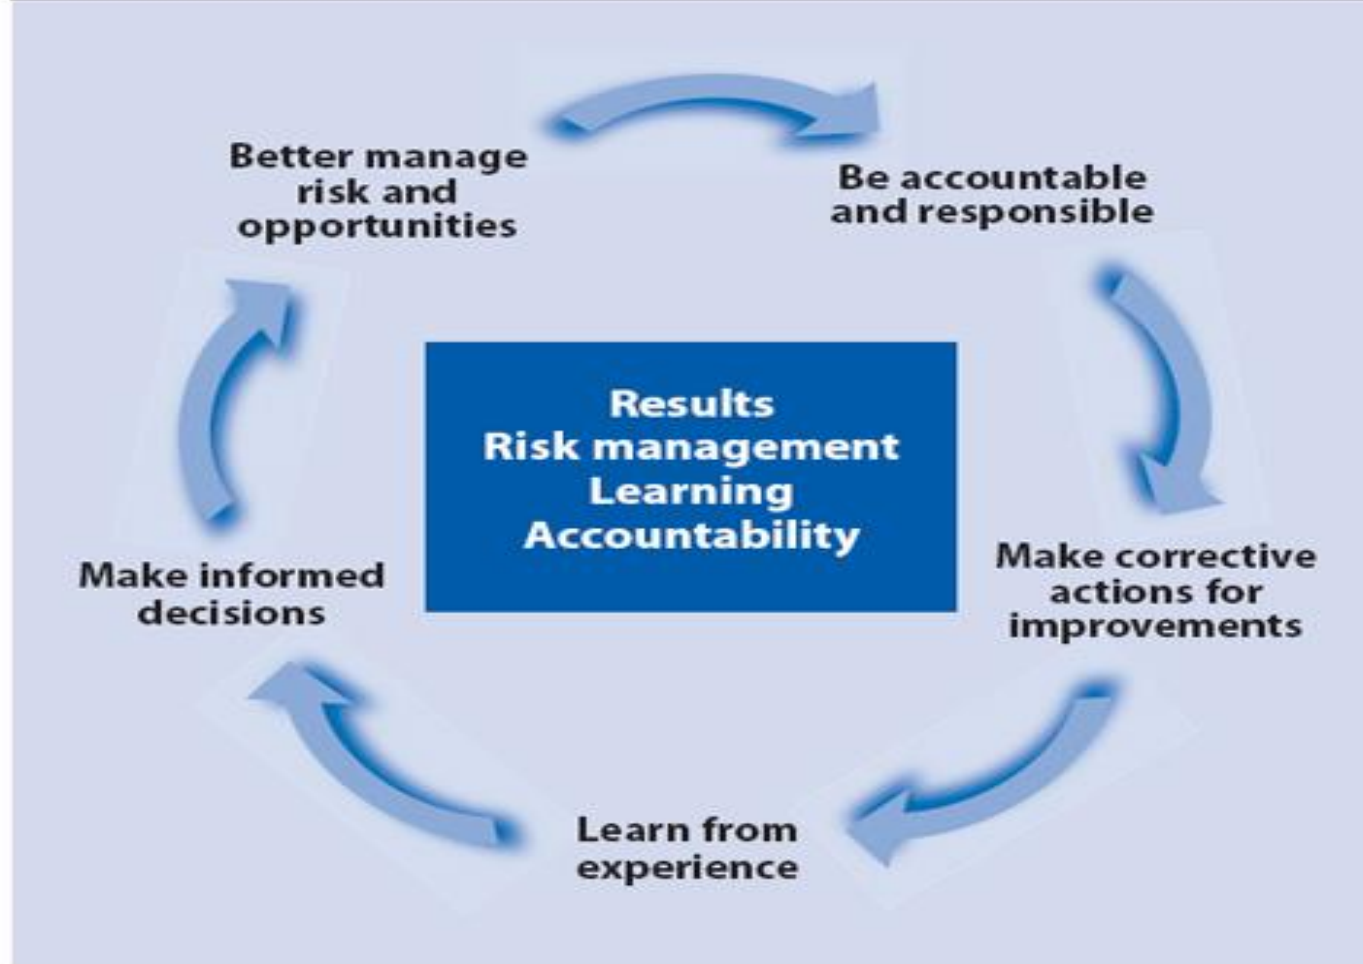 Better manage
risk and
opportunities
Be accountable
and responsible
Results
Risk management
Learning
Accountability
Make corrective
actions for
improvements
Learn from
experience
Make informed
decisions